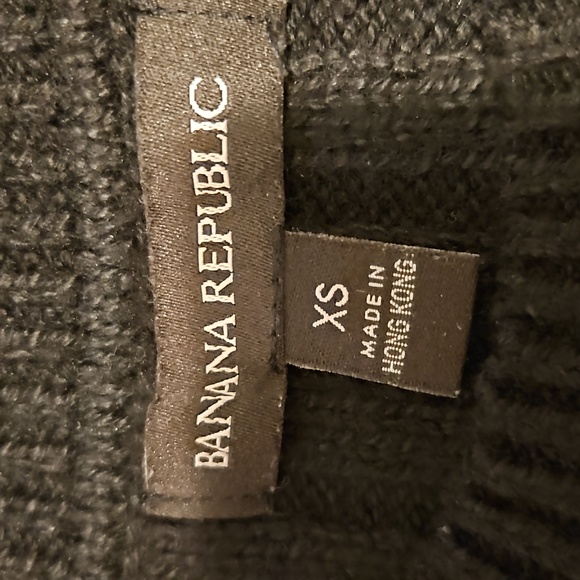 BANANA REPUBLIC
XS
MADE IN
HONG KONG